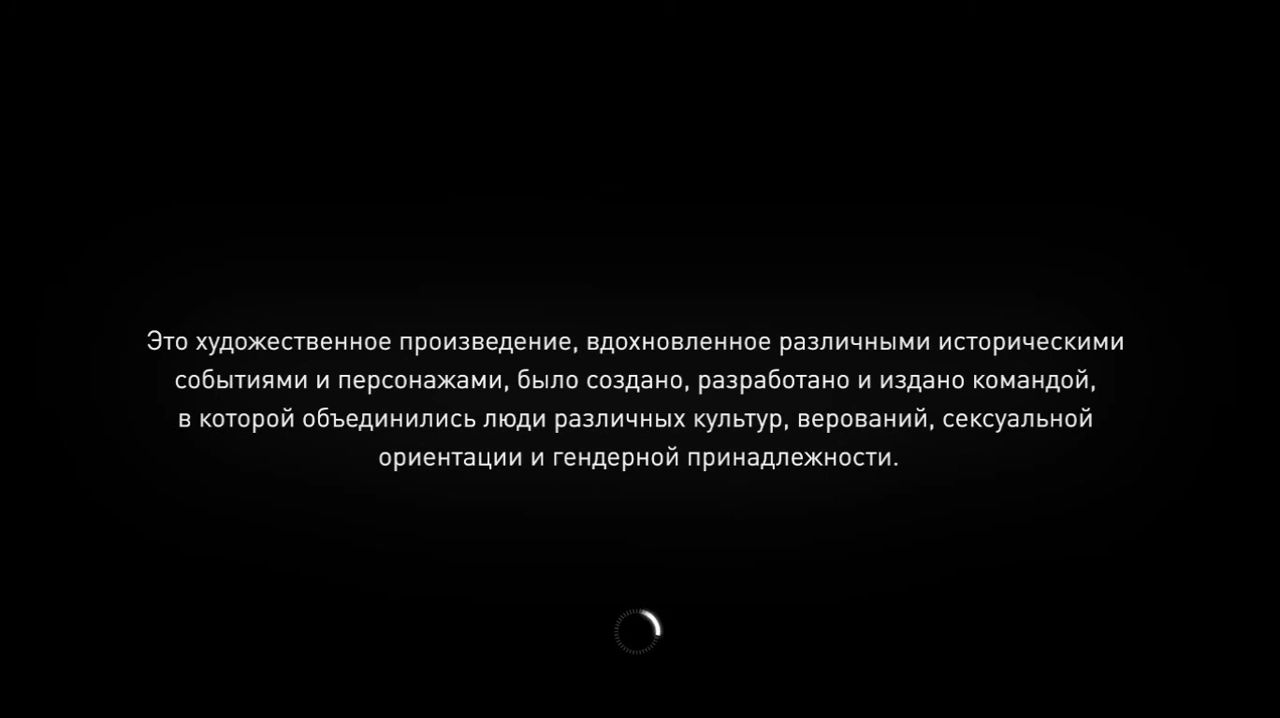 Это художественное произведение, вдохновленное различными историческими
событиями и персонажами, было создано, разработано и издано командой,
в которой объединились люди различных культур, верований, сексуальной
ориентации и гендерной принадлежности.